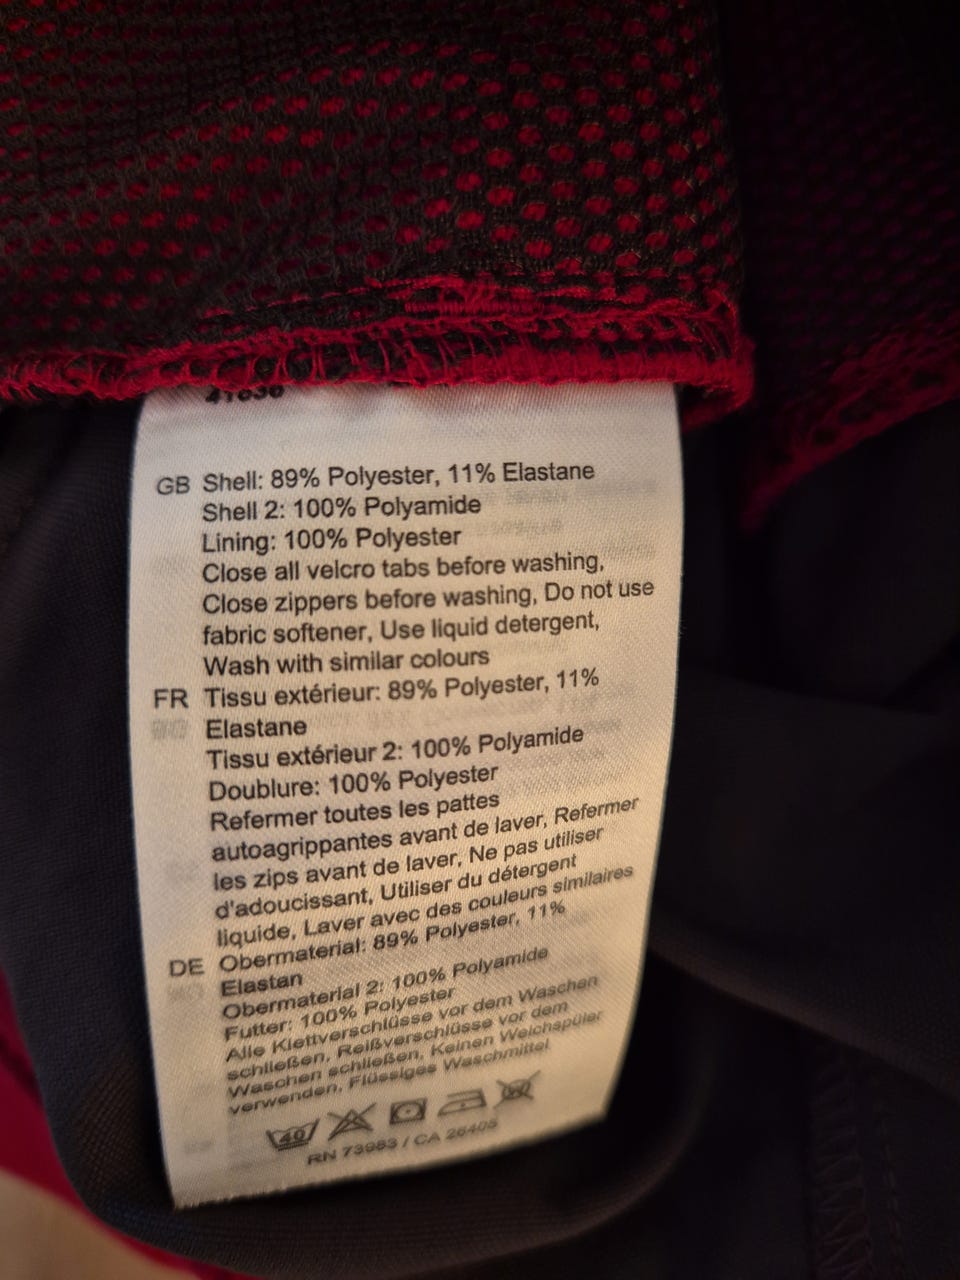 GB Shell: 89% Polyester, 11% Elastane
Shell 2: 100% Polyamide
Lining: 100% Polyester
Close all velcro tabs before washing,
Close zippers before washing, Do not use
fabric softener, Use liquid detergent,
Wash with similar colours
FR Tissu extérieur: 89% Polyester, 11%
Elastane
Tissu extérieur 2: 100% Polyamide
Doublure: 100% Polyester
Refermer toutes les pattes
autoagrippantes avant de laver, Refermer
les zips avant de laver, Ne pas utiliser
d'adoucissant, Utiliser du détergent
liquide, Laver avec des couleurs similaires
DE Obermaterial: 89% Polyester, 11%
Elastan
Obermaterial 2: 100% Polyamide
Futter: 100% Polyester
Alle Klettverschlüsse vor dem Waschen
schließen, Reißverschlüsse vor dem
Waschen schließen, Keinen Weichspüler
verwenden, Flüssiges Waschmittel
40
RN 73983 / CA 26405